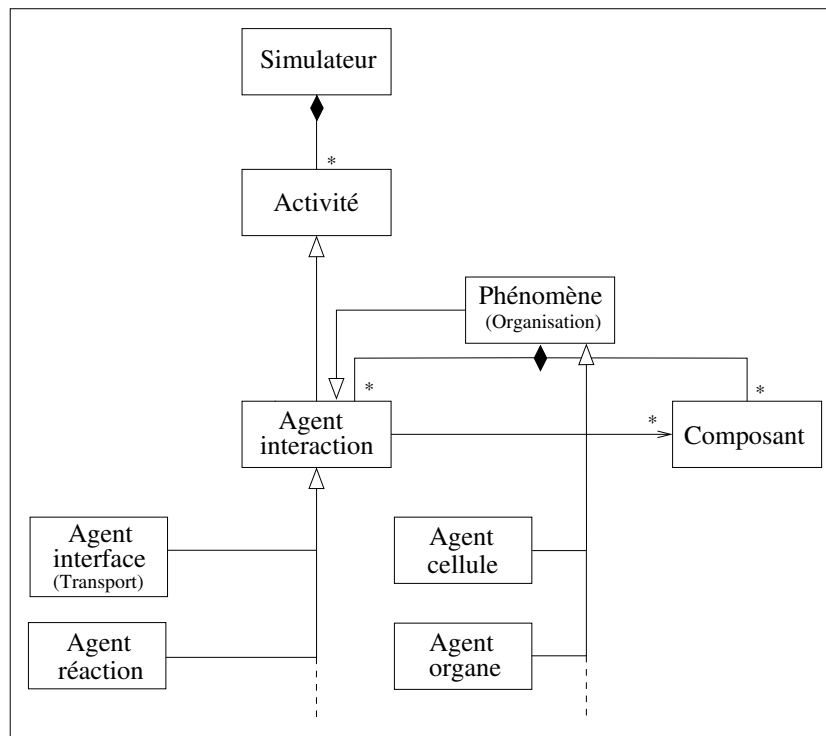 Simulateur
*
Activité
Phénomène
(Organisation)
*
*
*
Agent
interaction
Composant
Agent
interface
(Transport)
Agent
cellule
Agent
réaction
Agent
organe